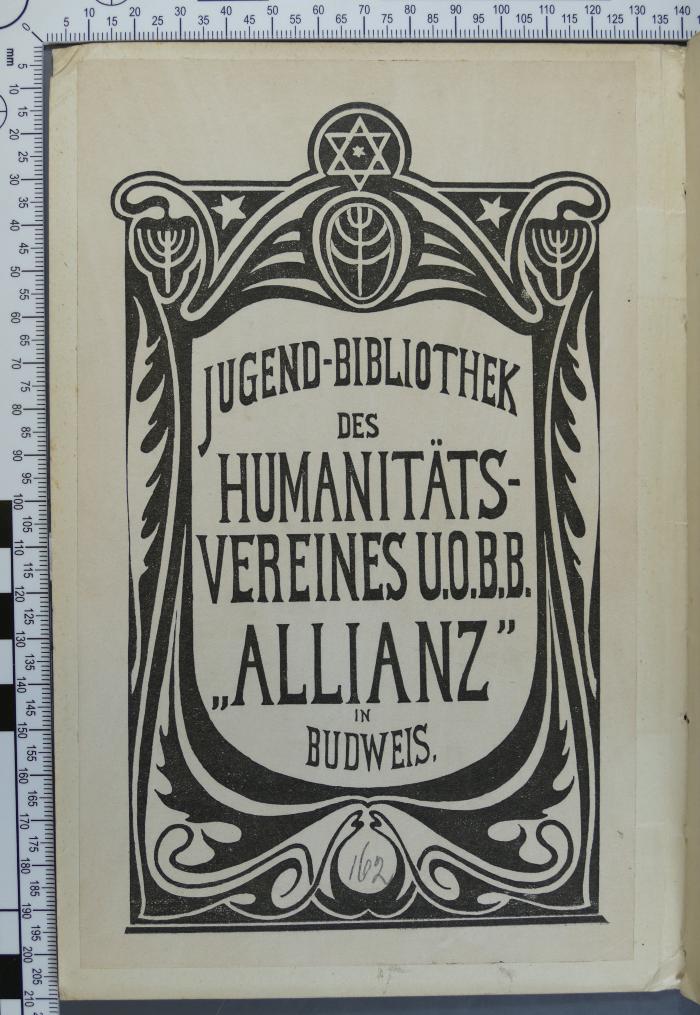 JUGEND-BIBLIOTHEK
DES
HUMANITÄTS-
VEREINES U.O.B.B.
„ALLIANZ”
IN
BUDWEIS.
162